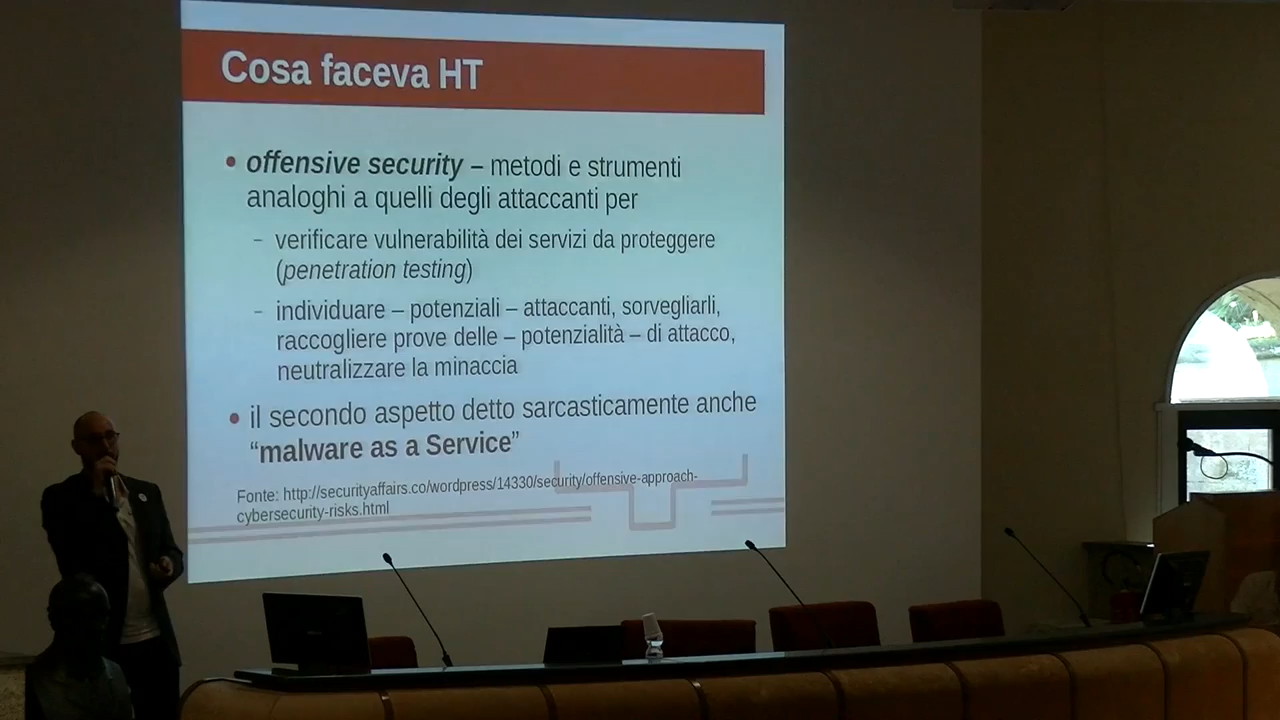 Cosa faceva HT
• offensive security – metodi e strumenti
analoghi a quelli degli attaccanti per
– verificare vulnerabilità dei servizi da proteggere
(penetration testing)
– individuare – potenziali – attaccanti, sorvegliarli,
raccogliere prove delle – potenzialità – di attacco,
neutralizzare la minaccia
• il secondo aspetto detto sarcasticamente anche
“malware as a Service”
Fonte: http://securityaffairs.co/wordpress/14330/security/offensive-approach-
cybersecurity-risks.html